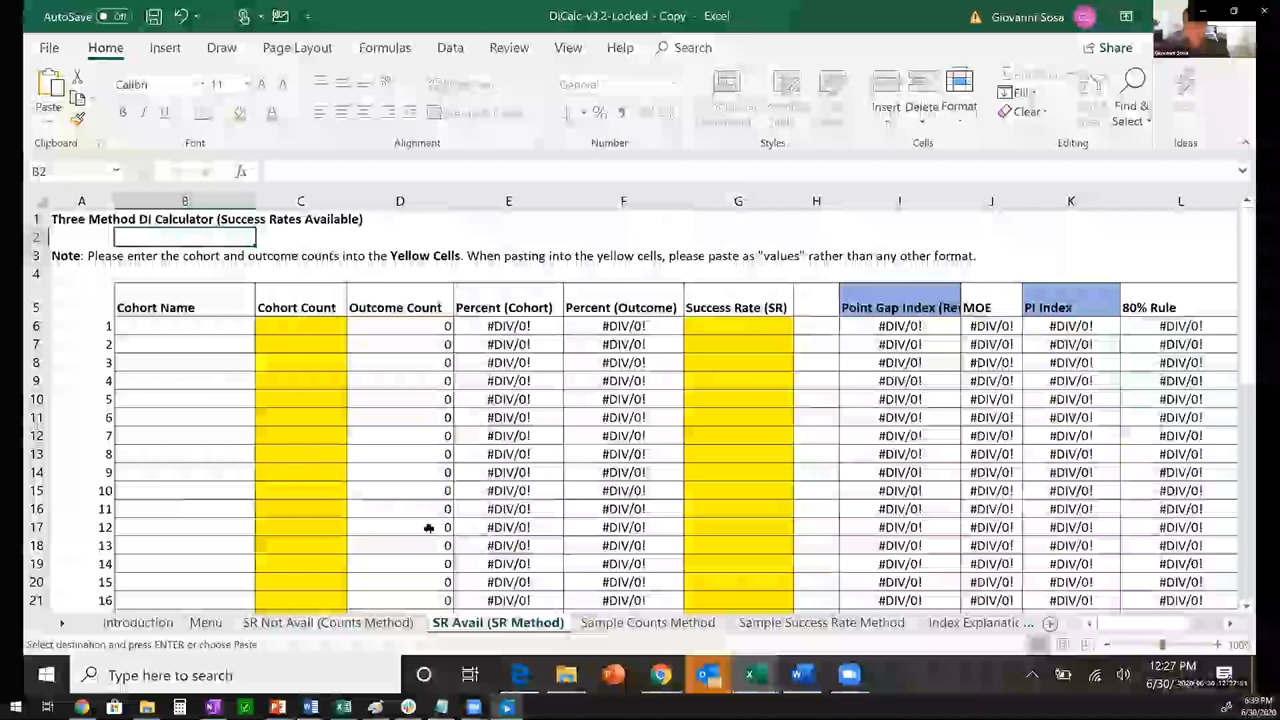 AutoSave Off DiCalc-v3.2-Locked - Copy - Excel Giovanni Sosa
File Home Insert Draw Page Layout Formulas Data Review View Help Search Share
Calibri 11 General
Paste Insert Delete Format Fill Clear Find & Select
Clipboard Font Alignment Number Styles Cells Editing Ideas
B2 fx
A B C D E F G H I J K L
1 Three Method DI Calculator (Success Rates Available)
2
3 Note: Please enter the cohort and outcome counts into the Yellow Cells. When pasting into the yellow cells, please paste as "values" rather than any other format.
4
5 Cohort Name Cohort Count Outcome Count Percent (Cohort) Percent (Outcome) Success Rate (SR) Point Gap Index (Re MOE PI Index 80% Rule
6 1 0 #DIV/0! #DIV/0! #DIV/0! #DIV/0! #DIV/0! #DIV/0!
7 2 0 #DIV/0! #DIV/0! #DIV/0! #DIV/0! #DIV/0! #DIV/0!
8 3 0 #DIV/0! #DIV/0! #DIV/0! #DIV/0! #DIV/0! #DIV/0!
9 4 0 #DIV/0! #DIV/0! #DIV/0! #DIV/0! #DIV/0! #DIV/0!
10 5 0 #DIV/0! #DIV/0! #DIV/0! #DIV/0! #DIV/0! #DIV/0!
11 6 0 #DIV/0! #DIV/0! #DIV/0! #DIV/0! #DIV/0! #DIV/0!
12 7 0 #DIV/0! #DIV/0! #DIV/0! #DIV/0! #DIV/0! #DIV/0!
13 8 0 #DIV/0! #DIV/0! #DIV/0! #DIV/0! #DIV/0! #DIV/0!
14 9 0 #DIV/0! #DIV/0! #DIV/0! #DIV/0! #DIV/0! #DIV/0!
15 10 0 #DIV/0! #DIV/0! #DIV/0! #DIV/0! #DIV/0! #DIV/0!
16 11 0 #DIV/0! #DIV/0! #DIV/0! #DIV/0! #DIV/0! #DIV/0!
17 12 0 #DIV/0! #DIV/0! #DIV/0! #DIV/0! #DIV/0! #DIV/0!
18 13 0 #DIV/0! #DIV/0! #DIV/0! #DIV/0! #DIV/0! #DIV/0!
19 14 0 #DIV/0! #DIV/0! #DIV/0! #DIV/0! #DIV/0! #DIV/0!
20 15 0 #DIV/0! #DIV/0! #DIV/0! #DIV/0! #DIV/0! #DIV/0!
21 16 0 #DIV/0! #DIV/0! #DIV/0! #DIV/0! #DIV/0! #DIV/0!
Introduction Menu SR Not Avail (Counts Method) SR Avail (SR Method) Sample Counts Method Sample Success Rate Method Index Explanatic ...
Select destination and press ENTER or choose Paste 100%
Type here to search 12:27 PM
6/30/2020
6:39 PM
6/30/2020